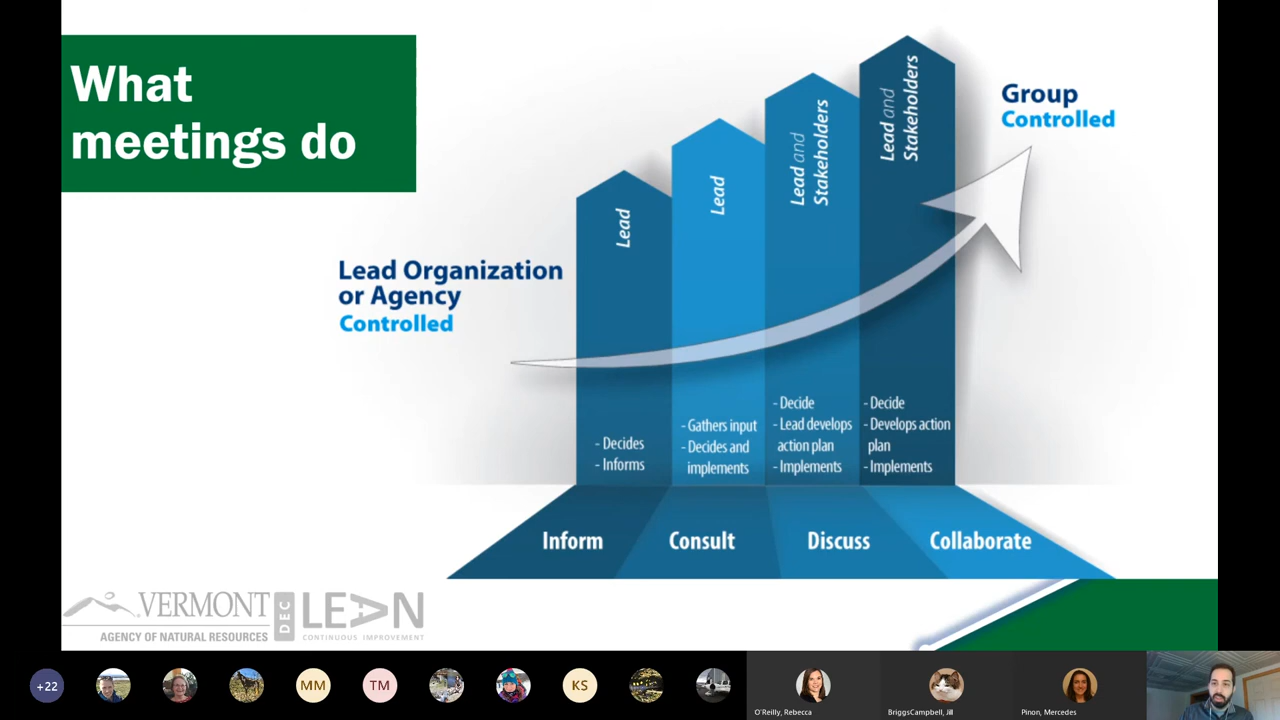 What
meetings do
Lead Organization
or Agency
Controlled
Group
Controlled
Lead
Lead
Lead and
Stakeholders
Lead and
Stakeholders
- Decides
- Informs
- Gathers input
- Decides and
implements
- Decide
- Lead develops
action plan
- Implements
- Decide
- Develops action
plan
- Implements
Inform
Consult
Discuss
Collaborate
VERMONT
AGENCY OF NATURAL RESOURCES
DEC
LEAN
CONTINUOUS IMPROVEMENT
+22
MM
TM
KS
O'Reilly, Rebecca
BriggsCampbell, Jill
Pinon, Mercedes